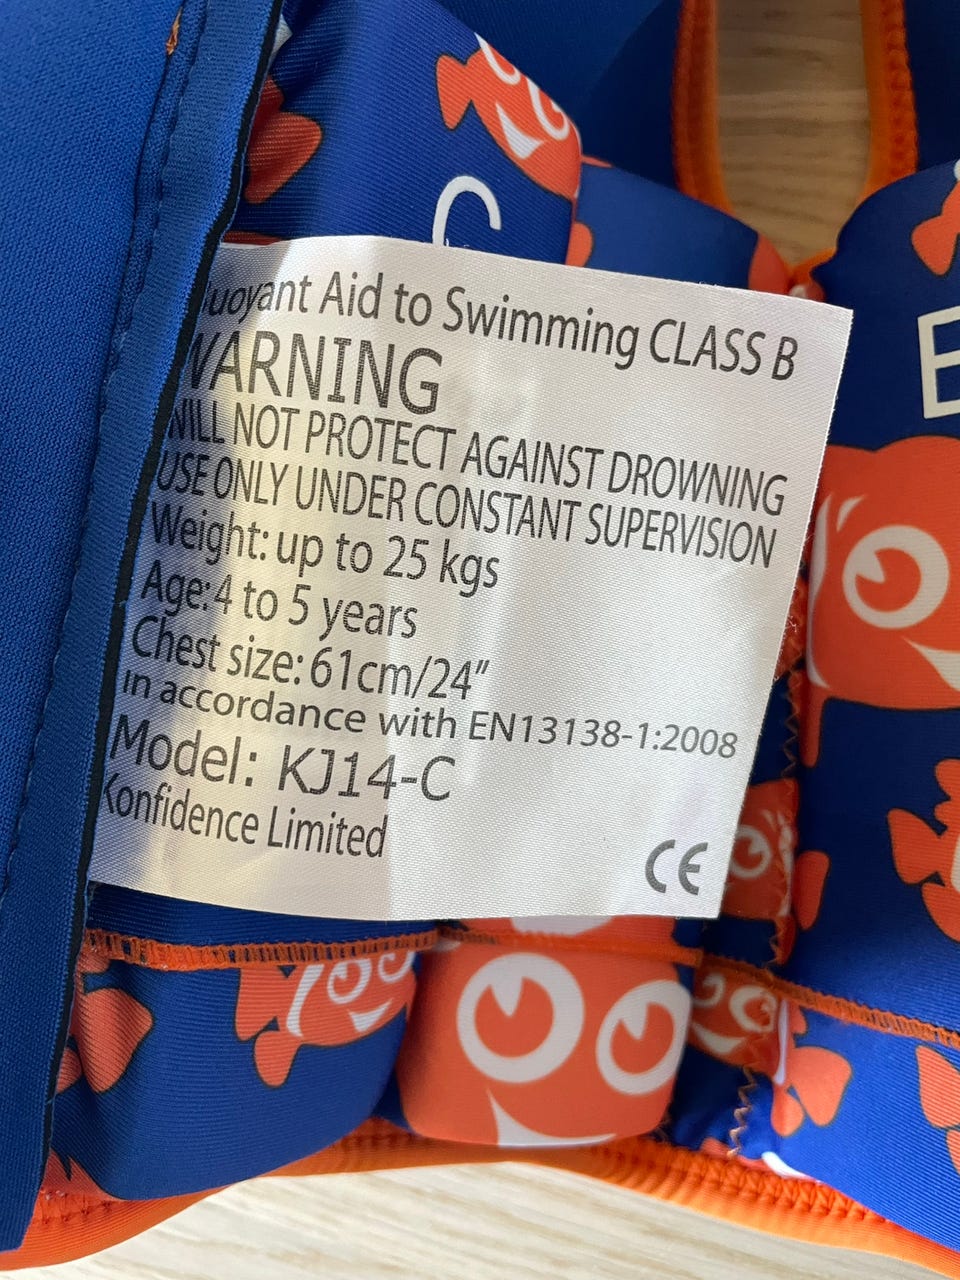 C
E
uoyant Aid to Swimming CLASS B
WARNING
WILL NOT PROTECT AGAINST DROWNING
USE ONLY UNDER CONSTANT SUPERVISION
Weight: up to 25 kgs
Age: 4 to 5 years
Chest size: 61cm/24”
in accordance with EN13138-1:2008
Model: KJ14-C
Konfidence Limited
CE